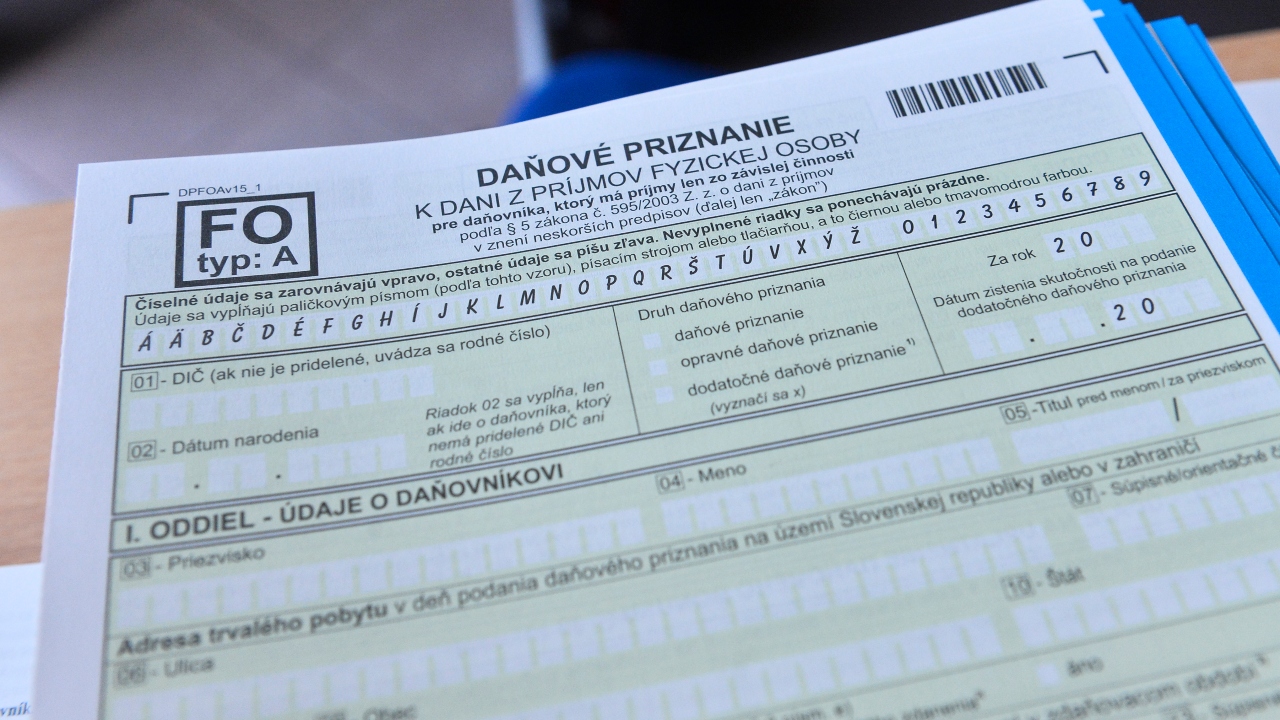 DPFOAv15_1
FO
typ: A
DAŇOVÉ PRIZNANIE
K DANI Z PRÍJMOV FYZICKEJ OSOBY
pre daňovníka, ktorý má príjmy len zo závislej činnosti
podľa § 5 zákona č. 595/2003 Z. z. o dani z príjmov
v znení neskorších predpisov (ďalej len „zákon")
Číselné údaje sa zarovnávajú vpravo, ostatné údaje sa píšu zľava. Nevyplnené riadky sa ponechávajú prázdne.
Údaje sa vypĺňajú paličkovým písmom (podľa tohto vzoru), písacím strojom alebo tlačiarňou, a to čiernou alebo tmavomodrou farbou.
Á Ä B Č D É F G H Í J K L M N O P Q R Š T Ú V X Ý Ž 0 1 2 3 4 5 6 7 8 9
01 - DIČ (ak nie je pridelené, uvádza sa rodné číslo)
02 - Dátum narodenia
. .
Riadok 02 sa vypĺňa, len
ak ide o daňovníka, ktorý
nemá pridelené DIČ ani
rodné číslo
Druh daňového priznania
daňové priznanie
opravné daňové priznanie
dodatočné daňové priznanie 1)
(vyznačí sa x)
Za rok 2 0
Dátum zistenia skutočnosti na podanie
dodatočného daňového priznania
. . 2 0
I. ODDIEL - ÚDAJE O DAŇOVNÍKOVI
03 - Priezvisko
04 - Meno
05 - Titul pred menom / za priezviskom
/
Adresa trvalého pobytu v deň podania daňového priznania na území Slovenskej republiky alebo v zahraničí
06 - Ulica
07 - Súpisné/orientačné č
Obec
10 - Štát
áno